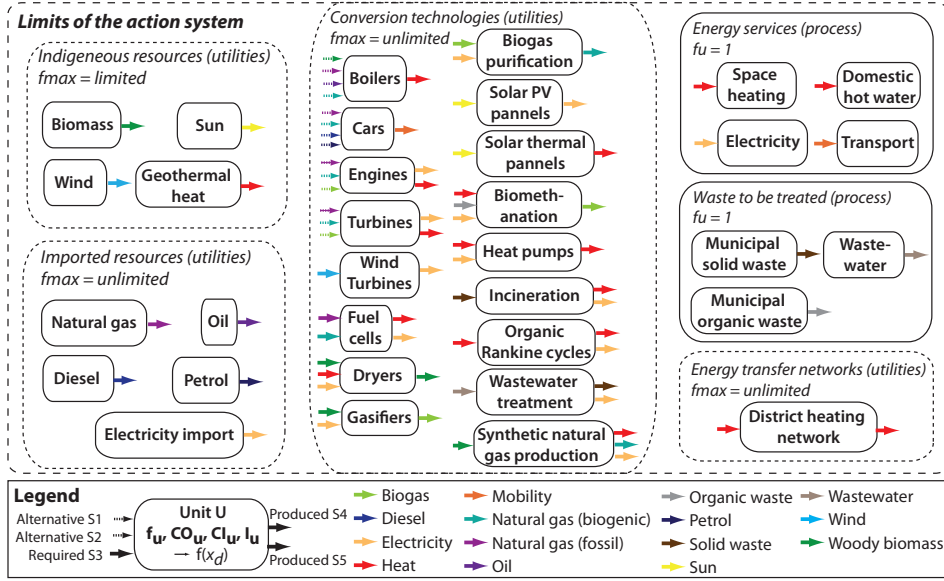 Limits of the action system
Indigeneous resources (utilities)
fmax = limited
Biomass
Sun
Wind
Geothermal
heat
Imported resources (utilities)
fmax = unlimited
Natural gas
Oil
Diesel
Petrol
Electricity import
Conversion technologies (utilities)
fmax = unlimited
Boilers
Cars
Engines
Turbines
Wind
Turbines
Fuel
cells
Dryers
Gasifiers
Biogas
purification
Solar PV
pannels
Solar thermal
pannels
Biometh-
anation
Heat pumps
Incineration
Organic
Rankine cycles
Wastewater
treatment
Synthetic natural
gas production
Energy services (process)
fu = 1
Space
heating
Domestic
hot water
Electricity
Transport
Waste to be treated (process)
fu = 1
Municipal
solid waste
Waste-
water
Municipal
organic waste
Energy transfer networks (utilities)
fmax = unlimited
District heating
network
Legend
Alternative S1
Alternative S2
Required S3
Unit U
fu, COu, CIu, Iu
→ f(xd)
Produced S4
Produced S5
Biogas
Diesel
Electricity
Heat
Mobility
Natural gas (biogenic)
Natural gas (fossil)
Oil
Organic waste
Petrol
Solid waste
Sun
Wastewater
Wind
Woody biomass